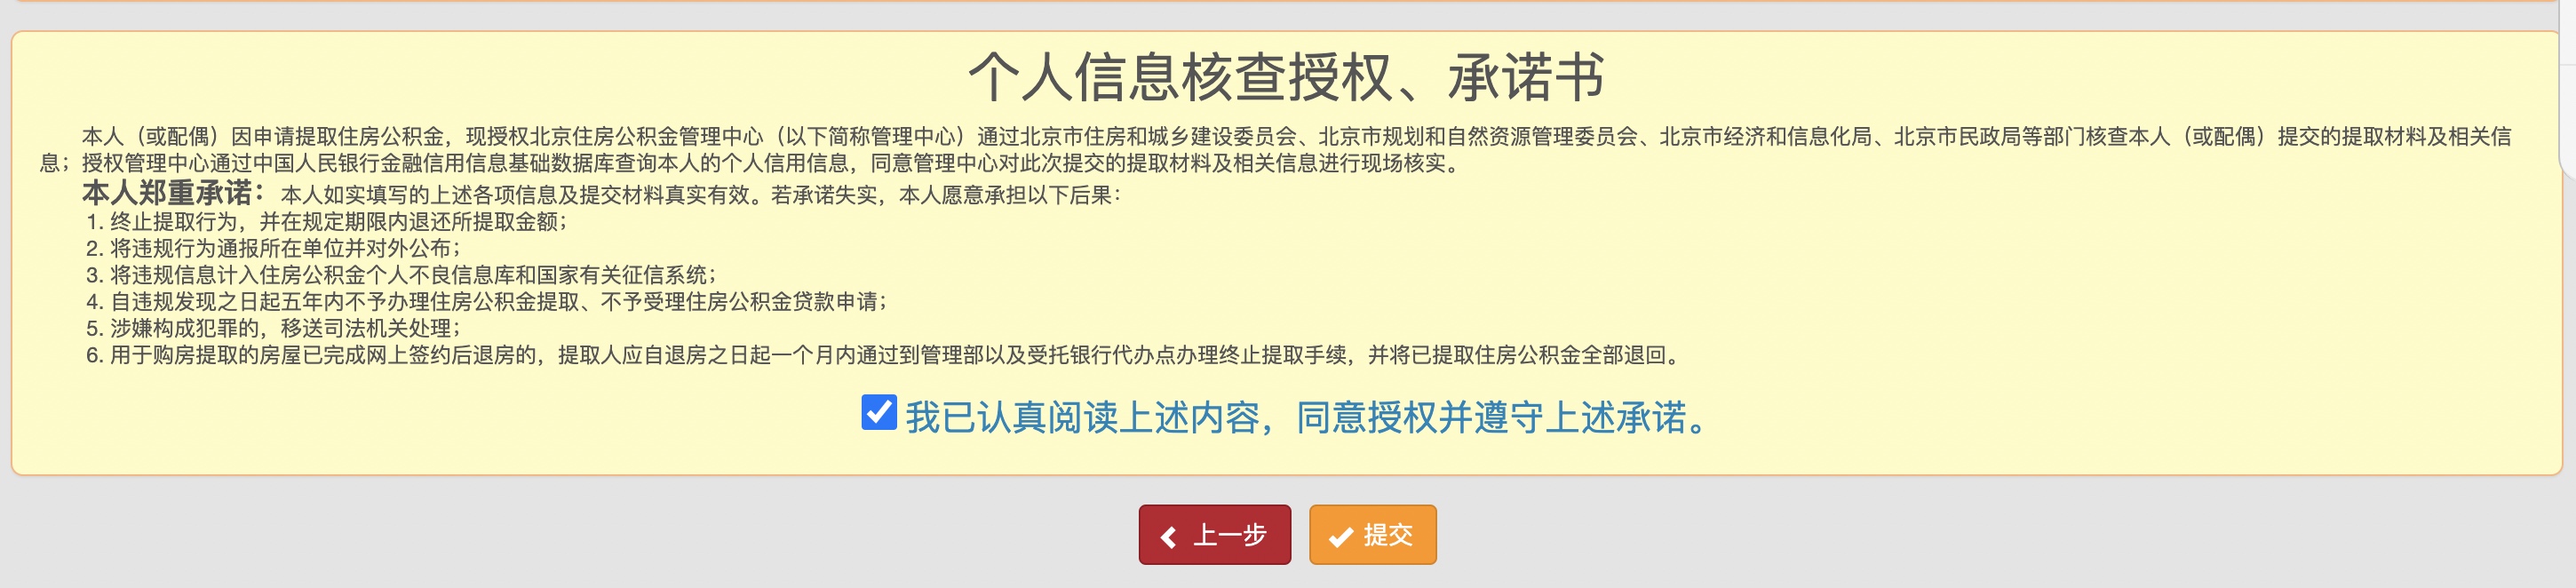 个人信息核查授权、承诺书
本人（或配偶）因申请提取住房公积金，现授权北京住房公积金管理中心（以下简称管理中心）通过北京市住房和城乡建设委员会、北京市规划和自然资源管理委员会、北京市经济和信息化局、北京市民政局等部门核查本人（或配偶）提交的提取材料及相关信
息；授权管理中心通过中国人民银行金融信用信息基础数据库查询本人的个人信用信息，同意管理中心对此次提交的提取材料及相关信息进行现场核实。
本人郑重承诺：本人如实填写的上述各项信息及提交材料真实有效。若承诺失实，本人愿意承担以下后果：
1. 终止提取行为，并在规定期限内退还所提取金额；
2. 将违规行为通报所在单位并对外公布；
3. 将违规信息计入住房公积金个人不良信息库和国家有关征信系统；
4. 自违规发现之日起五年内不予办理住房公积金提取、不予受理住房公积金贷款申请；
5. 涉嫌构成犯罪的，移送司法机关处理；
6. 用于购房提取的房屋已完成网上签约后退房的，提取人应自退房之日起一个月内通过到管理部以及受托银行代办点办理终止提取手续，并将已提取住房公积金全部退回。
我已认真阅读上述内容，同意授权并遵守上述承诺。
上一步 提交